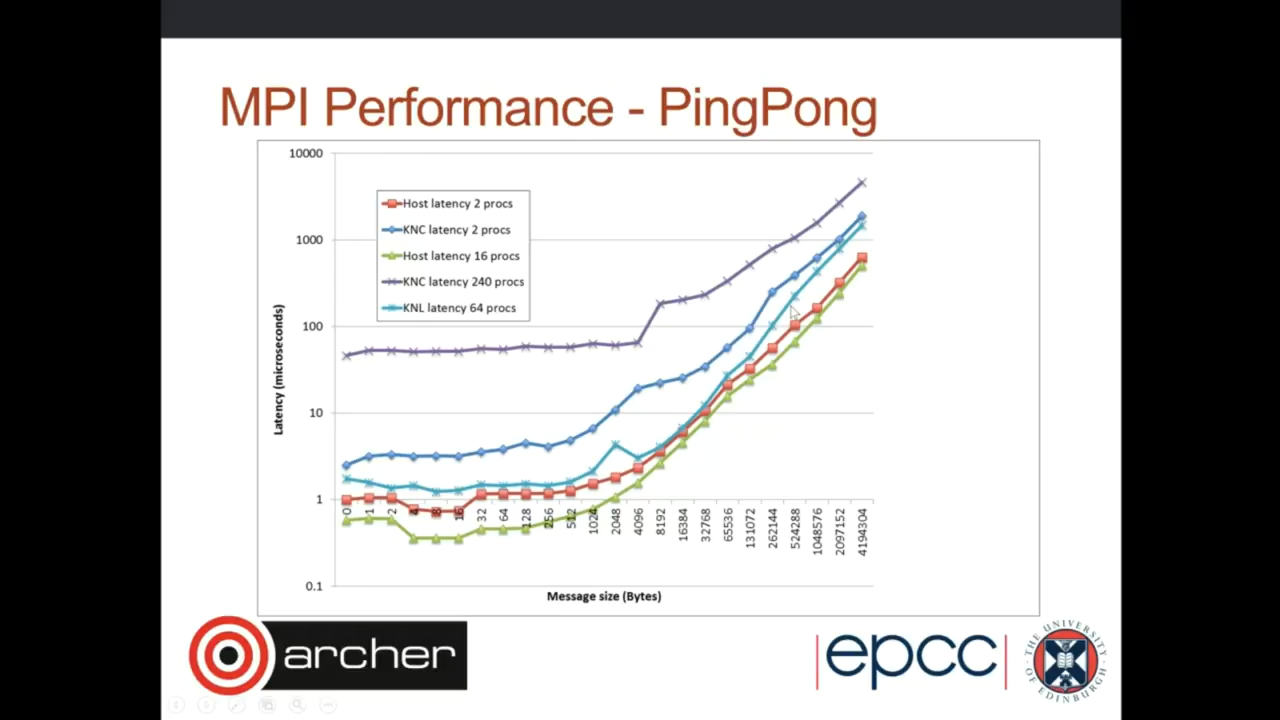 MPI Performance - PingPong
10000
1000
100
10
1
0.1
Latency (microseconds)
Host latency 2 procs
KNC latency 2 procs
Host latency 16 procs
KNC latency 240 procs
KNL latency 64 procs
0
1
2
4
8
16
32
64
128
256
512
1024
2048
4096
8192
16384
32768
65536
131072
262144
524288
1048576
2097152
4194304
Message size (Bytes)
archer
epcc
THE UNIVERSITY
OF EDINBURGH